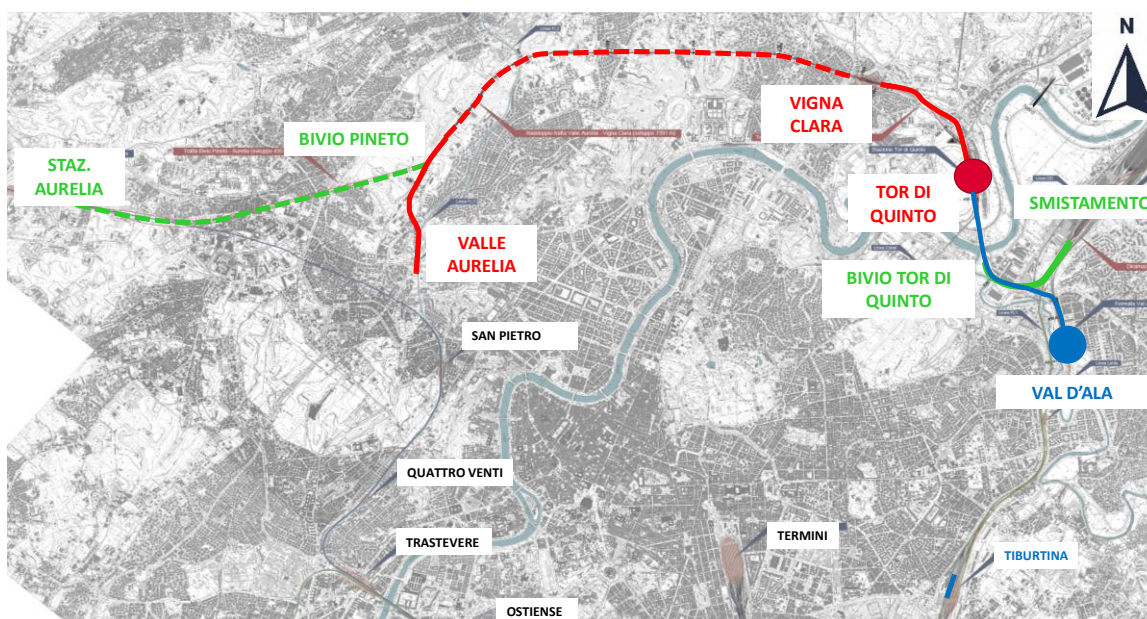 N
VIGNA
CLARA
BIVIO PINETO
STAZ.
AURELIA
TOR DI
QUINTO
SMISTAMENTO
VALLE
AURELIA
BIVIO TOR DI
QUINTO
SAN PIETRO
VAL D'ALA
QUATTRO VENTI
TRASTEVERE
TERMINI
TIBURTINA
OSTIENSE